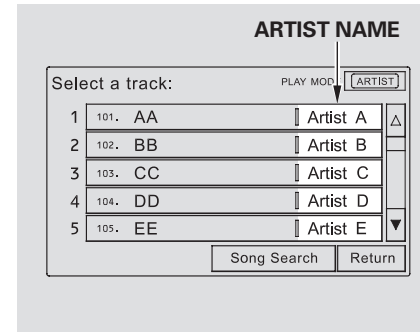 ARTIST NAME
Select a track: PLAY MOD ARTIST
1 101. AA Artist A
2 102. BB Artist B
3 103. CC Artist C
4 104. DD Artist D
5 105. EE Artist E
Song Search Return